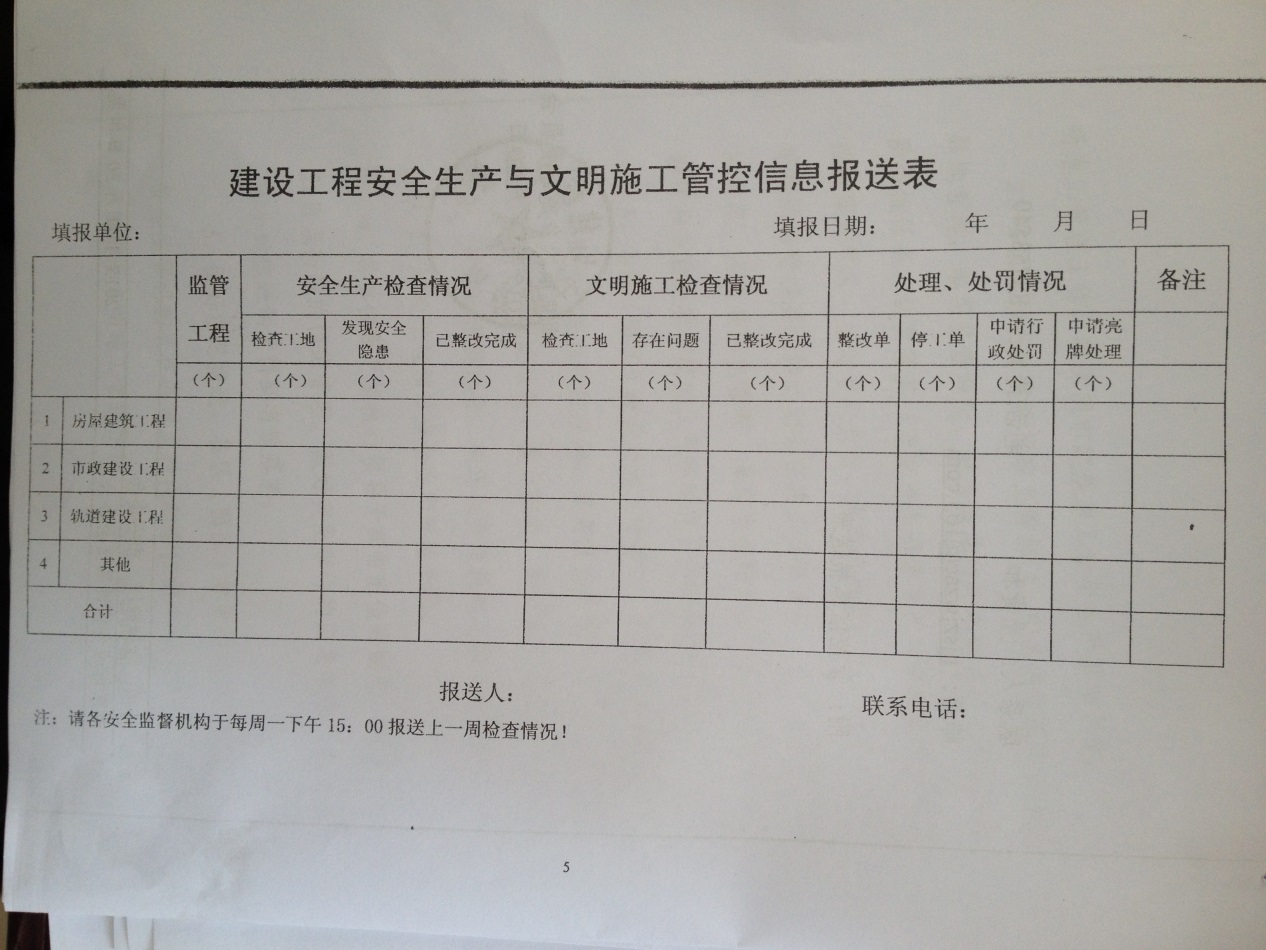 建设工程安全生产与文明施工管控信息报送表
填报单位： 填报日期： 年 月 日
监管工程 安全生产检查情况 文明施工检查情况 处理、处罚情况 备注
检查工地 发现安全隐患 已整改完成 检查工地 存在问题 已整改完成 整改单 停工单 申请行政处罚 申请亮牌处理
（个） （个） （个） （个） （个） （个） （个） （个） （个） （个） （个）
1 房屋建筑工程
2 市政建设工程
3 轨道建设工程
4 其他
合计
报送人： 联系电话：
注：请各安全监督机构于每周一下午 15：00 报送上一周检查情况！
5